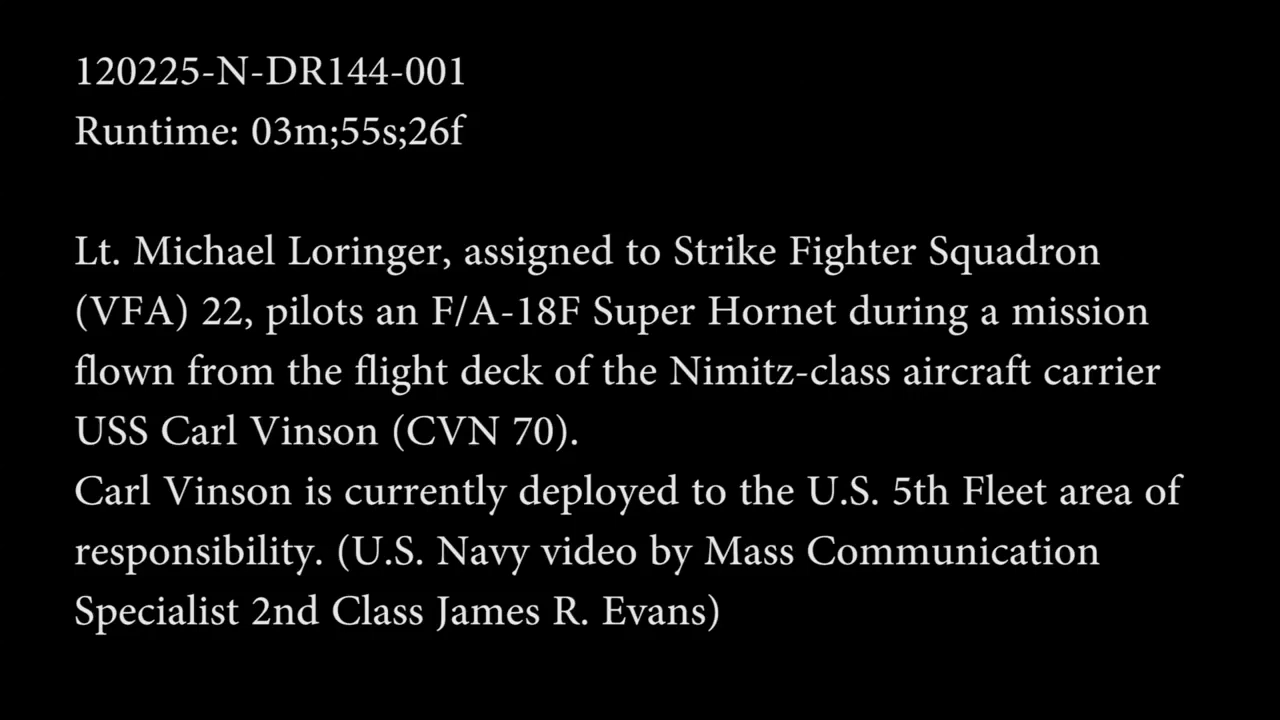 120225-N-DR144-001
Runtime: 03m;55s;26f
Lt. Michael Loringer, assigned to Strike Fighter Squadron
(VFA) 22, pilots an F/A-18F Super Hornet during a mission
flown from the flight deck of the Nimitz-class aircraft carrier
USS Carl Vinson (CVN 70).
Carl Vinson is currently deployed to the U.S. 5th Fleet area of
responsibility. (U.S. Navy video by Mass Communication
Specialist 2nd Class James R. Evans)